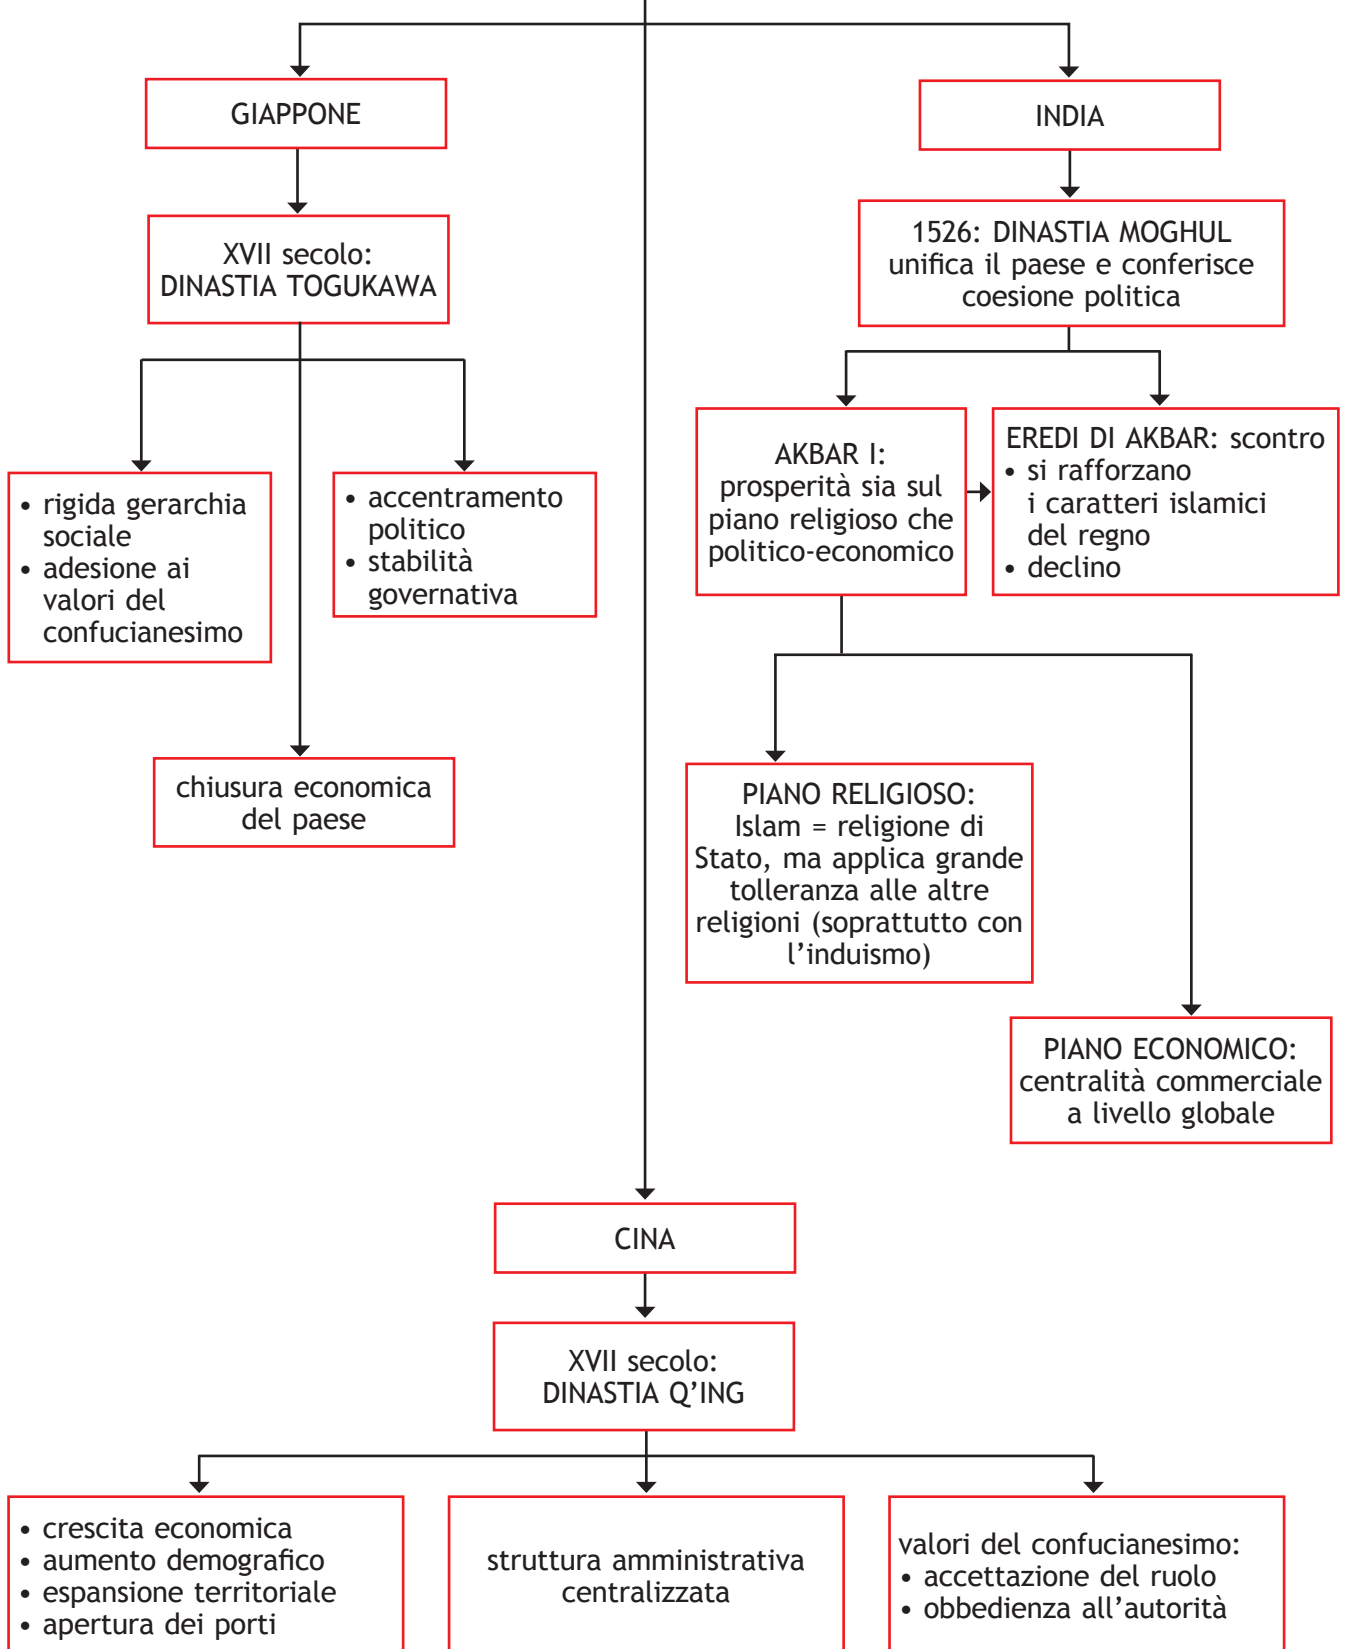 GIAPPONE
INDIA
XVII secolo:
DINASTIA TOGUKAWA
1526: DINASTIA MOGHUL
unifica il paese e conferisce
coesione politica
• rigida gerarchia
sociale
• adesione ai
valori del
confucianesimo
• accentramento
politico
• stabilità
governativa
AKBAR I:
prosperità sia sul
piano religioso che
politico-economico
EREDI DI AKBAR: scontro
• si rafforzano
i caratteri islamici
del regno
• declino
chiusura economica
del paese
PIANO RELIGIOSO:
Islam = religione di
Stato, ma applica grande
tolleranza alle altre
religioni (soprattutto con
l’induismo)
PIANO ECONOMICO:
centralità commerciale
a livello globale
CINA
XVII secolo:
DINASTIA Q’ING
• crescita economica
• aumento demografico
• espansione territoriale
• apertura dei porti
struttura amministrativa
centralizzata
valori del confucianesimo:
• accettazione del ruolo
• obbedienza all’autorità